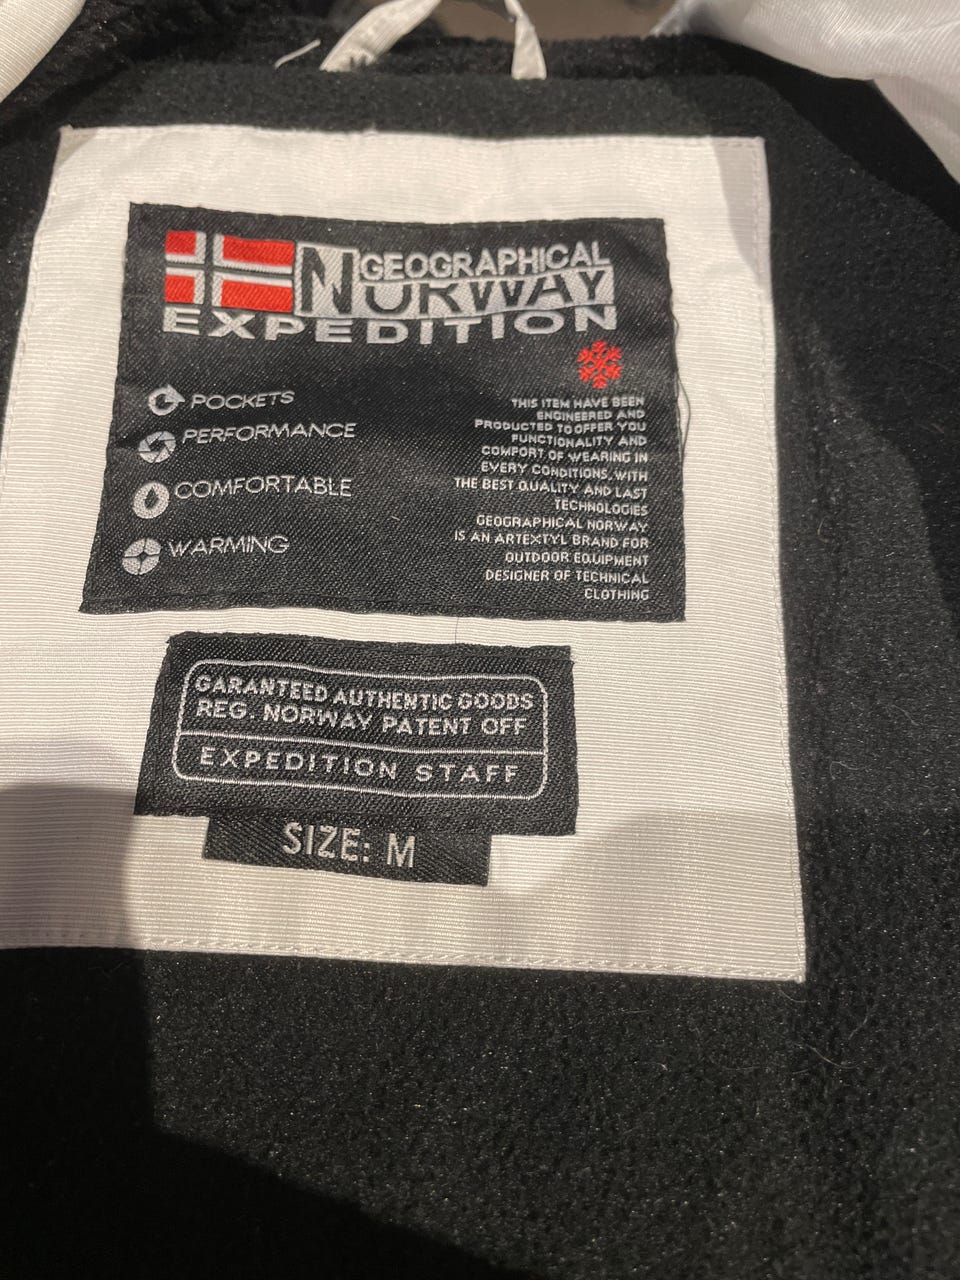 GEOGRAPHICAL
NORWAY
EXPEDITION
POCKETS
PERFORMANCE
COMFORTABLE
WARMING
THIS ITEM HAVE BEEN
ENGINEERED AND
PRODUCTED TO OFFER YOU
FUNCTIONALITY AND
COMFORT OF WEARING IN
EVERY CONDITIONS. WITH
THE BEST QUALITY AND LAST
TECHNOLOGIES
GEOGRAPHICAL NORWAY
IS AN ARTEXTYL BRAND FOR
OUTDOOR EQUIPMENT
DESIGNER OF TECHNICAL
CLOTHING
GARANTEED AUTHENTIC GOODS
REG. NORWAY PATENT OFF
EXPEDITION STAFF
SIZE: M